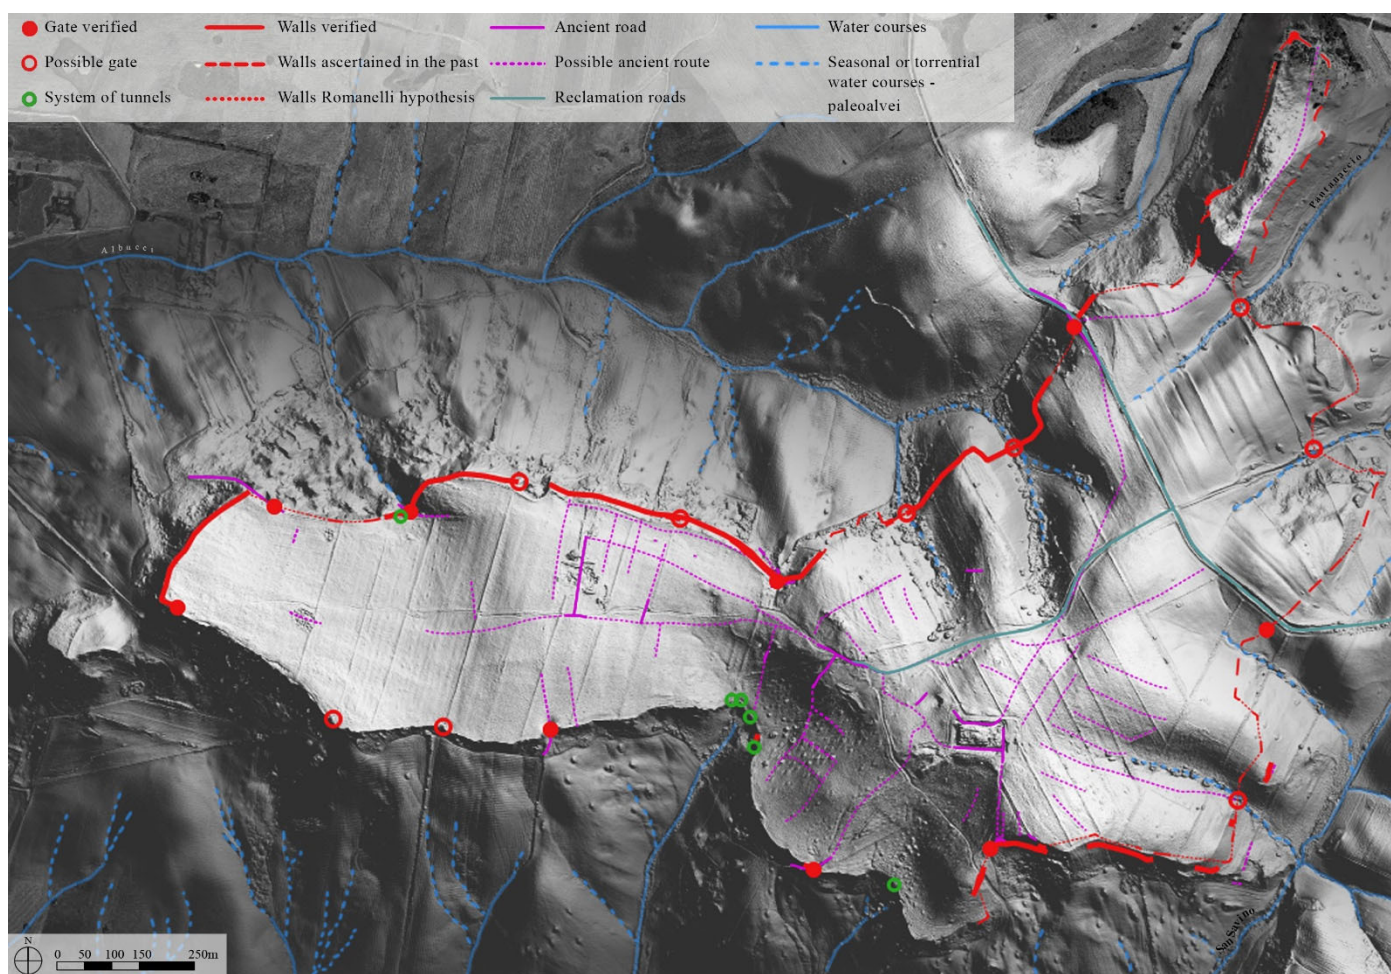 Gate verified
Walls verified
Ancient road
Water courses
Possible gate
Walls ascertained in the past
Possible ancient route
Seasonal or torrential
water courses -
paleoalvei
System of tunnels
Walls Romanelli hypothesis
Reclamation roads
Pantanaccio
Albucci
SanSavino
N
0 50 100 150 250m